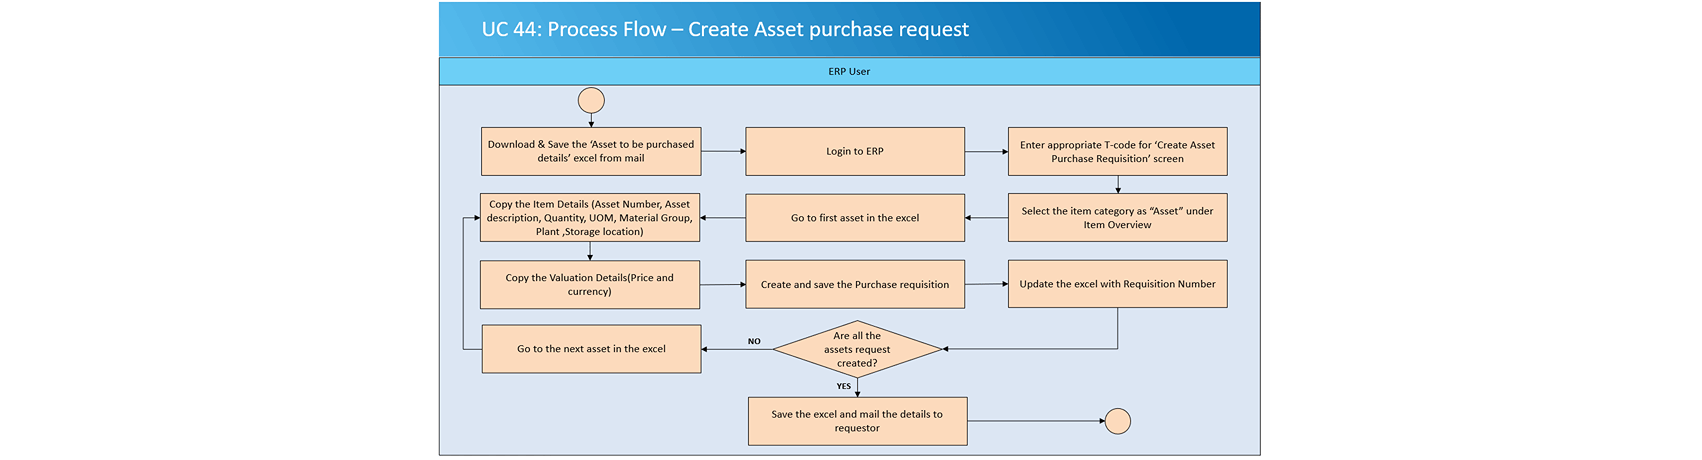 UC 44: Process Flow – Create Asset purchase request
ERP User
Download & Save the ‘Asset to be purchased
details’ excel from mail
Login to ERP
Enter appropriate T-code for ‘Create Asset
Purchase Requisition’ screen
Select the item category as “Asset” under
Item Overview
Go to first asset in the excel
Copy the Item Details (Asset Number, Asset
description, Quantity, UOM, Material Group,
Plant ,Storage location)
Copy the Valuation Details(Price and
currency)
Create and save the Purchase requisition
Update the excel with Requisition Number
Are all the
assets request
created?
NO
Go to the next asset in the excel
YES
Save the excel and mail the details to
requestor